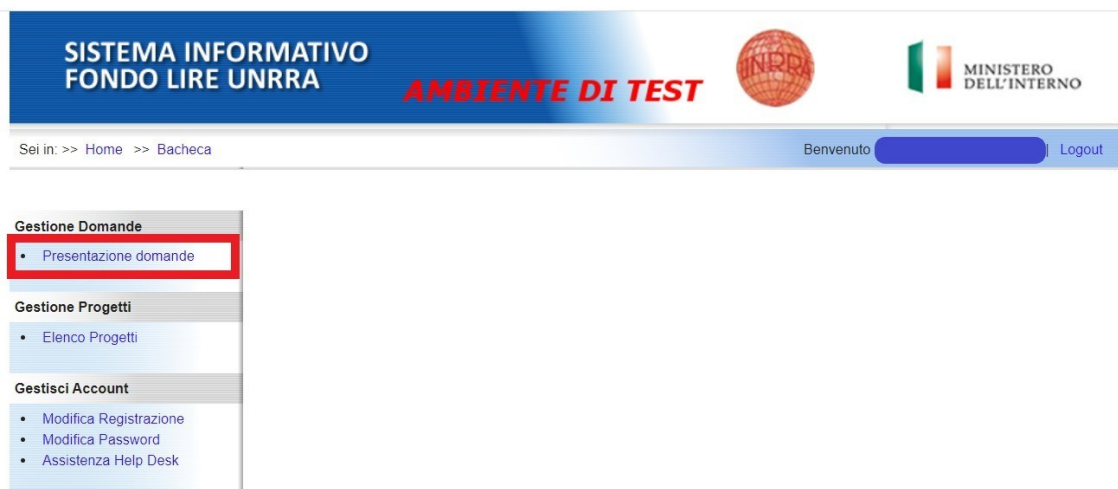 SISTEMA INFORMATIVO
FONDO LIRE UNRRA
AMBIENTE DI TEST
UNRRA
MINISTERO
DELL'INTERNO
Sei in: >> Home >> Bacheca
Benvenuto | Logout
Gestione Domande
• Presentazione domande
Gestione Progetti
• Elenco Progetti
Gestisci Account
• Modifica Registrazione
• Modifica Password
• Assistenza Help Desk